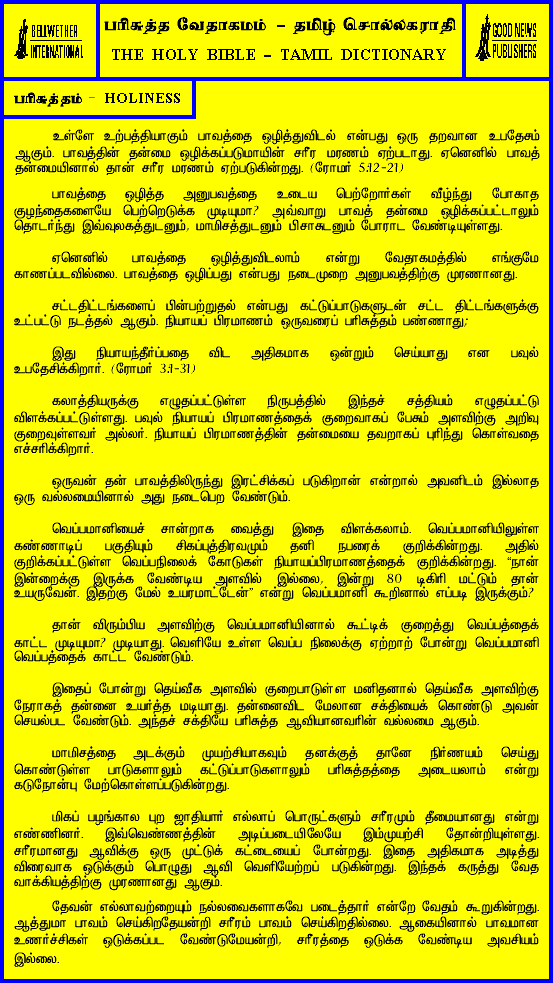 BELLWETHER
INTERNATIONAL
பரிசுத்த வேதாகமம் - தமிழ் சொல்லகராதி
THE HOLY BIBLE - TAMIL DICTIONARY
GOOD NEWS
PUBLISHERS
பரிசுத்தம் - HOLINESS
உள்ளே உற்பத்தியாகும் பாவத்தை ஒழித்துவிடல் என்பது ஒரு தறவான உபதேசம்
ஆகும். பாவத்தின் தன்மை ஒழிக்கப்படுமாயின் சரீர மரணம் ஏற்படாது. ஏனெனில் பாவத்
தன்மையினால் தான் சரீர மரணம் ஏற்படுகின்றது. (ரோமர் 5:12-21)
பாவத்தை ஒழித்த அனுபவத்தை உடைய பெற்றோர்கள் வீழ்ந்து போகாத
குழந்தைகளையே பெற்றெடுக்க முடியுமா? அவ்வாறு பாவத் தன்மை ஒழிக்கப்பட்டாலும்
தொடர்ந்து இவ்வுலகத்துடனும், மாமிசத்துடனும் பிசாசுடனும் போராட வேண்டியுள்ளது.
ஏனெனில் பாவத்தை ஒழித்துவிடலாம் என்று வேதாகமத்தில் எங்குமே
காணப்படவில்லை. பாவத்தை ஒழிப்பது என்பது நடைமுறை அனுபவத்திற்கு முரணானது.
சட்டதிட்டங்களைப் பின்பற்றுதல் என்பது கட்டுப்பாடுகளுடன் சட்ட திட்டங்களுக்கு
உட்பட்டு நடத்தல் ஆகும். நியாயப் பிரமாணம் ஒருவரைப் பரிசுத்தம் பண்ணாது;
இது நியாயந்தீர்ப்பதை விட அதிகமாக ஒன்றும் செய்யாது என பவுல்
உபதேசிக்கிறார். (ரோமர் 3:1-31)
கலாத்தியருக்கு எழுதப்பட்டுள்ள நிருபத்தில் இந்தச் சத்தியம் எழுதப்பட்டு
விளக்கப்பட்டுள்ளது. பவுல் நியாயப் பிரமாணத்தைக் குறைவாகப் பேசும் அளவிற்கு அறிவு
குறைவுள்ளவர் அல்லர். நியாயப் பிரமாணத்தின் தன்மையை தவறாகப் புரிந்து கொள்வதை
எச்சரிக்கிறார்.
ஒருவன் தன் பாவத்திலிருந்து இரட்சிக்கப் படுகிறான் என்றால் அவனிடம் இல்லாத
ஒரு வல்லமையினால் அது நடைபெற வேண்டும்.
வெப்பமானியைச் சான்றாக வைத்து இதை விளக்கலாம். வெப்பமானியிலுள்ள
கண்ணாடிப் பகுதியும் சிகப்புத்திரவமும் தனி நபரைக் குறிக்கின்றது. அதில்
குறிக்கப்பட்டுள்ள வெப்பநிலைக் கோடுகள் நியாயப்பிரமாணத்தைக் குறிக்கின்றது. "நான்
இன்றைக்கு இருக்க வேண்டிய அளவில் இல்லை, இன்று 80 டிகிரி மட்டும் தான்
உயருவேன். இதற்கு மேல் உயரமாட்டேன்" என்று வெப்பமானி கூறினால் எப்படி இருக்கும்?
தான் விரும்பிய அளவிற்கு வெப்பமானியினால் கூட்டிக் குறைத்து வெப்பத்தைக்
காட்ட முடியுமா? முடியாது. வெளியே உள்ள வெப்ப நிலைக்கு ஏற்றாற் போன்று வெப்பமானி
வெப்பத்தைக் காட்ட வேண்டும்.
இதைப் போன்று தெய்வீக அளவில் குறைபாடுள்ள மனிதனால் தெய்வீக அளவிற்கு
நேராகத் தன்னை உயர்த்த மடியாது. தன்னைவிட மேலான சக்தியைக் கொண்டு அவன்
செயல்பட வேண்டும். அந்தச் சக்தியே பரிசுத்த ஆவியானவரின் வல்லமை ஆகும்.
மாமிசத்தை அடக்கும் முயற்சியாகவும் தனக்குத் தானே நிர்ணயம் செய்து
கொண்டுள்ள பாடுகளாலும் கட்டுப்பாடுகளாலும் பரிசுத்தத்தை அடையலாம் என்று
கடுநோன்பு மேற்கொள்ளப்படுகின்றது.
மிகப் பழங்கால புற ஜாதியார் எல்லாப் பொருட்களும் சரீரமும் தீமையானது என்று
எண்ணினர். இவ்வெண்ணத்தின் அடிப்படையிலேயே இம்முயற்சி தோன்றியுள்ளது.
சரீரமானது ஆவிக்கு ஒரு முட்டுக் கட்டையைப் போன்றது. இதை அதிகமாக அடித்து
விரைவாக ஒடுக்கும் பொழுது ஆவி வெளியேற்றப் படுகின்றது. இந்தக் கருத்து வேத
வாக்கியத்திற்கு முரணானது ஆகும்.
தேவன் எல்லாவற்றையும் நல்லவைகளாகவே படைத்தார் என்றே வேதம் கூறுகின்றது.
ஆத்துமா பாவம் செய்கிறதேயன்றி சரீரம் பாவம் செய்கிறதில்லை. ஆகையினால் பாவமான
உணர்ச்சிகள் ஒடுக்கப்பட வேண்டுமேயன்றி, சரீரத்தை ஒடுக்க வேண்டிய அவசியம்
இல்லை.